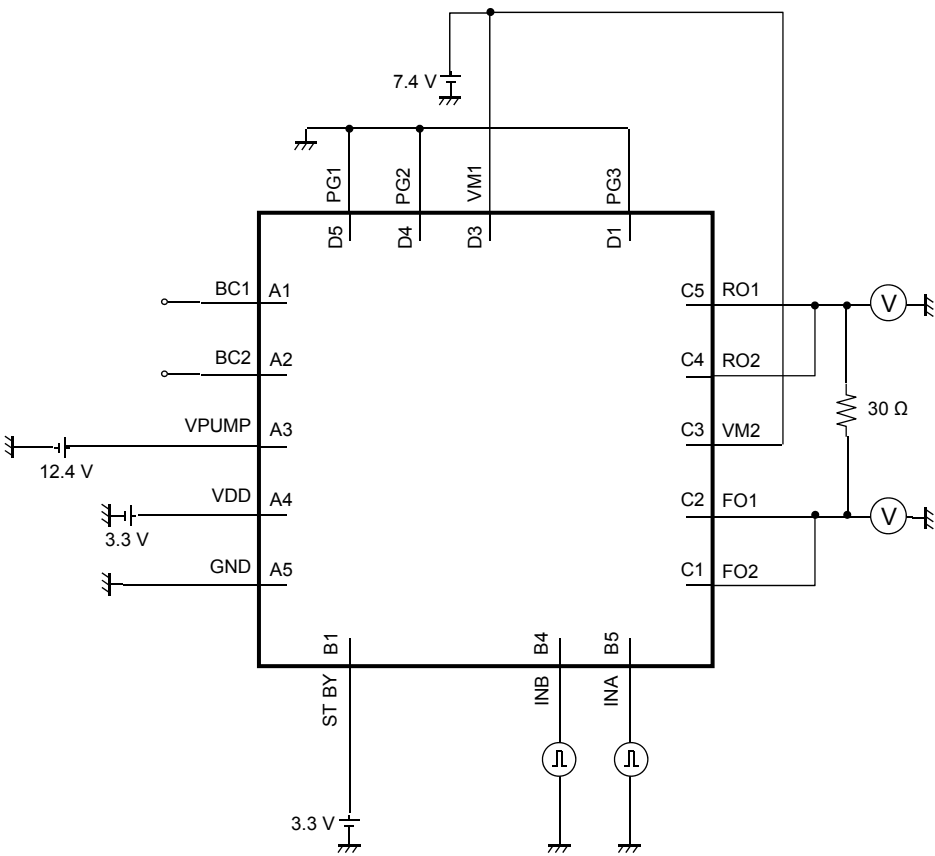 7.4 V
PG1
PG2
VM1
PG3
D5
D4
D3
D1
BC1
A1
C5
RO1
V
BC2
A2
C4
RO2
30 Ω
VPUMP
A3
C3
VM2
12.4 V
VDD
A4
C2
FO1
V
3.3 V
GND
A5
C1
FO2
B1
B4
B5
ST BY
INB
INA
3.3 V